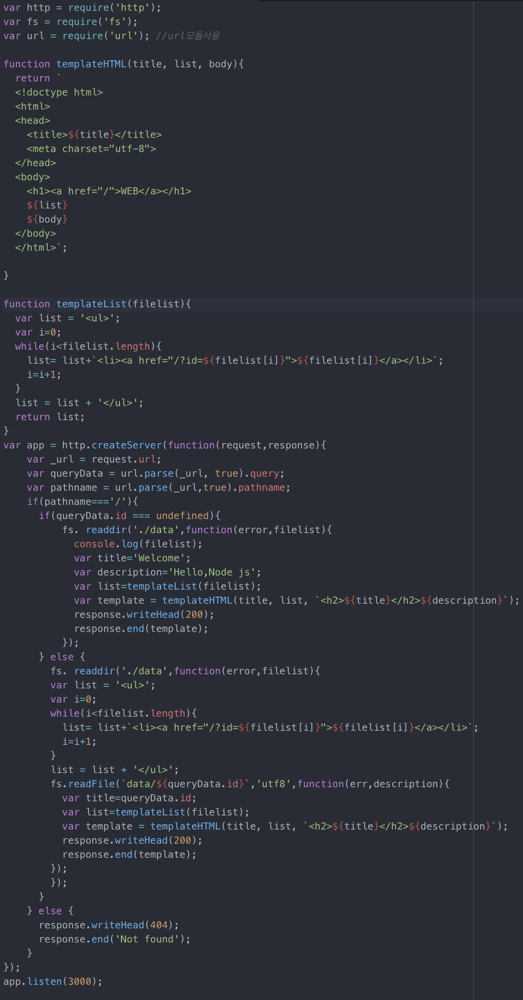 var http = require('http');
var fs = require('fs');
var url = require('url'); //url모듈사용

function templateHTML(title, list, body){
  return `
  <!doctype html>
  <html>
  <head>
    <title>${title}</title>
    <meta charset="utf-8">
  </head>
  <body>
    <h1><a href="/">WEB</a></h1>
    ${list}
    ${body}
  </body>
  </html>`;

}

function templateList(filelist){
  var list = '<ul>';
  var i=0;
  while(i<filelist.length){
    list= list+`<li><a href="/?id=${filelist[i]}">${filelist[i]}</a></li>`;
    i=i+1;
  }
  list = list + '</ul>';
  return list;
}
var app = http.createServer(function(request,response){
    var _url = request.url;
    var queryData = url.parse(_url, true).query;
    var pathname = url.parse(_url,true).pathname;
    if(pathname==='/'){
      if(queryData.id === undefined){
          fs. readdir('./data',function(error,filelist){
            console.log(filelist);
            var title='Welcome';
            var description='Hello,Node js';
            var list=templateList(filelist);
            var template = templateHTML(title, list, `<h2>${title}</h2>${description}`);
            response.writeHead(200);
            response.end(template);
          });
      } else {
        fs. readdir('./data',function(error,filelist){
        var list = '<ul>';
        var i=0;
        while(i<filelist.length){
          list= list+`<li><a href="/?id=${filelist[i]}">${filelist[i]}</a></li>`;
          i=i+1;
        }
        list = list + '</ul>';
        fs.readFile(`data/${queryData.id}`,'utf8',function(err,description){
          var title=queryData.id;
          var list=templateList(filelist);
          var template = templateHTML(title, list, `<h2>${title}</h2>${description}`);
          response.writeHead(200);
          response.end(template);
        });
        });
      }
    } else {
      response.writeHead(404);
      response.end('Not found');
    }
});
app.listen(3000);